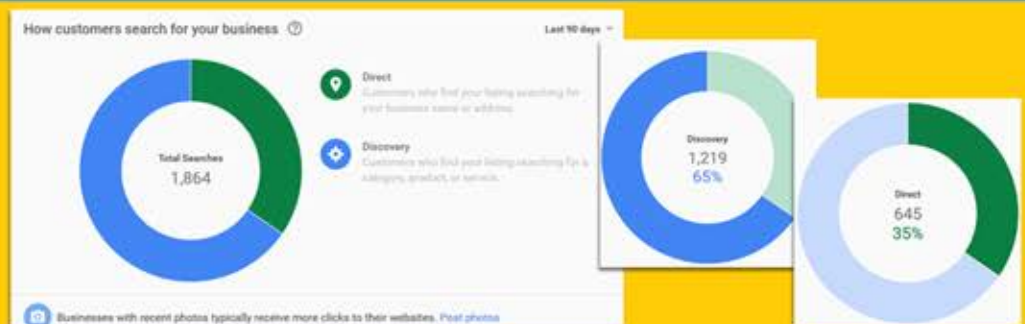 How customers search for your business
Last 90 days
Total Searches
1,864
Direct
Customers who find your listing searching for
your business name or address.
Discovery
Customers who find your listing searching for a
category, product, or service.
Businesses with recent photos typically receive more clicks to their websites. Post photos
Discovery
1,219
65%
Direct
645
35%